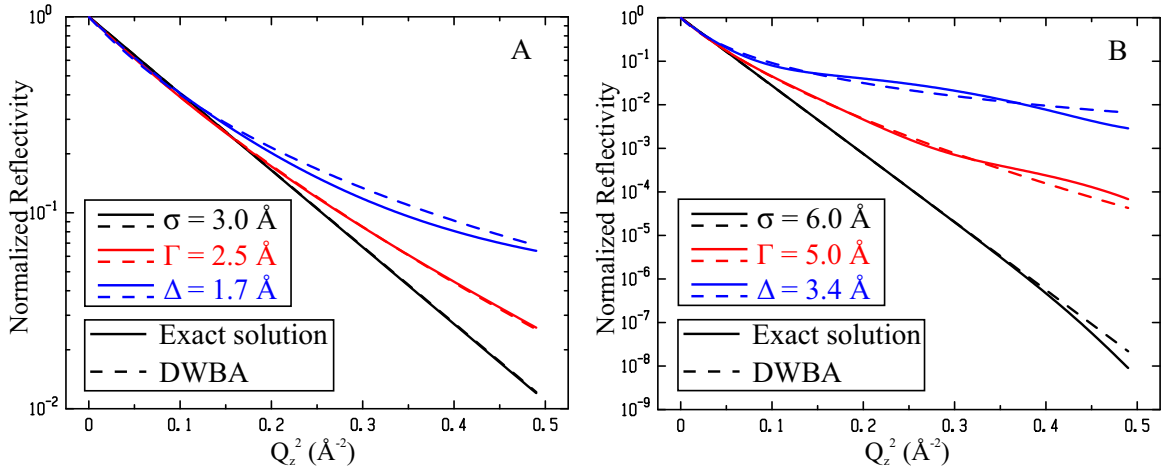 A
Normalized Reflectivity
10^0
10^-1
10^-2
σ = 3.0 Å
Γ = 2.5 Å
Δ = 1.7 Å
Exact solution
DWBA
0 0.1 0.2 0.3 0.4 0.5
Q_z^2 (Å^-2)
B
Normalized Reflectivity
10^0
10^-1
10^-2
10^-3
10^-4
10^-5
10^-6
10^-7
10^-8
10^-9
σ = 6.0 Å
Γ = 5.0 Å
Δ = 3.4 Å
Exact solution
DWBA
0 0.1 0.2 0.3 0.4 0.5
Q_z^2 (Å^-2)